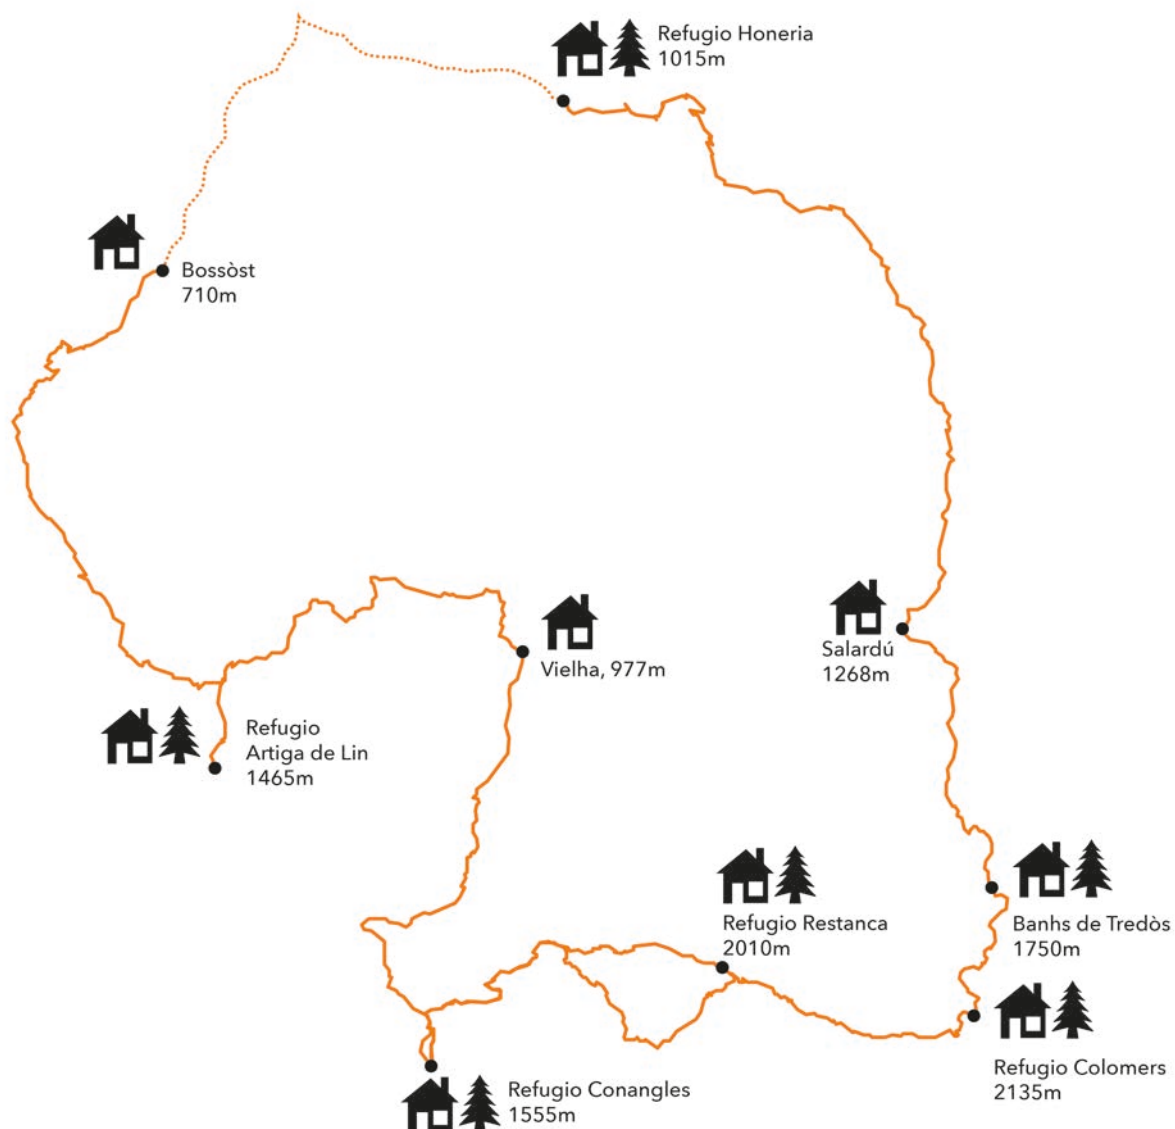 Refugio Honeria
1015m
Bossòst
710m
Vielha, 977m
Salardú
1268m
Refugio
Artiga de Lin
1465m
Refugio Restanca
2010m
Banhs de Tredòs
1750m
Refugio Colomers
2135m
Refugio Conangles
1555m